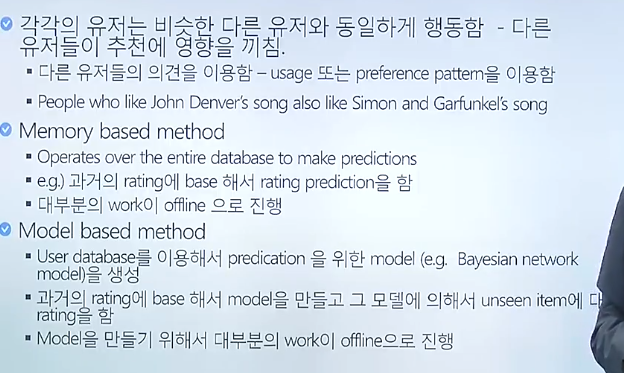 각각의 유저는 비슷한 다른 유저와 동일하게 행동함 - 다른
유저들이 추천에 영향을 끼침.
다른 유저들의 의견을 이용함 – usage 또는 preference pattern을 이용함
People who like John Denver's song also like Simon and Garfunkel's song
Memory based method
Operates over the entire database to make predictions
e.g.) 과거의 rating에 base 해서 rating prediction을 함
대부분의 work이 offline 으로 진행
Model based method
User database를 이용해서 predication 을 위한 model (e.g. Bayesian network
model)을 생성
과거의 rating에 base 해서 model을 만들고 그 모델에 의해서 unseen item에
rating을 함
Model을 만들기 위해서 대부분의 work이 offline으로 진행